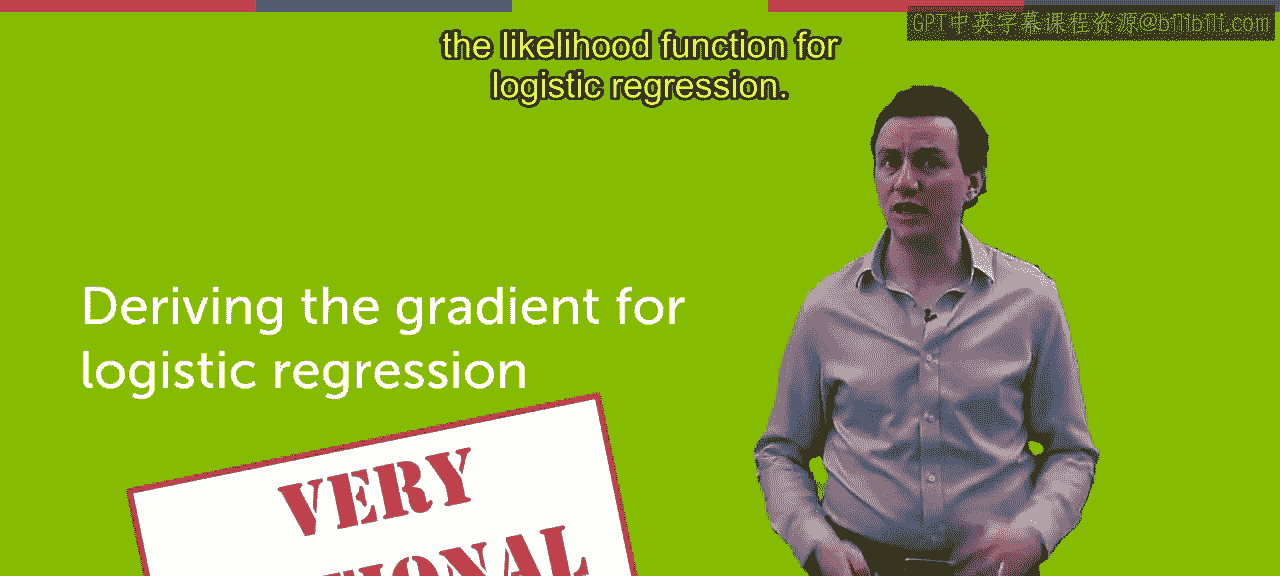 GPT中英字幕课程资源@bilibili.com
the likelihood function for
logistic regression.
Deriving the gradient for
logistic regression
VERY